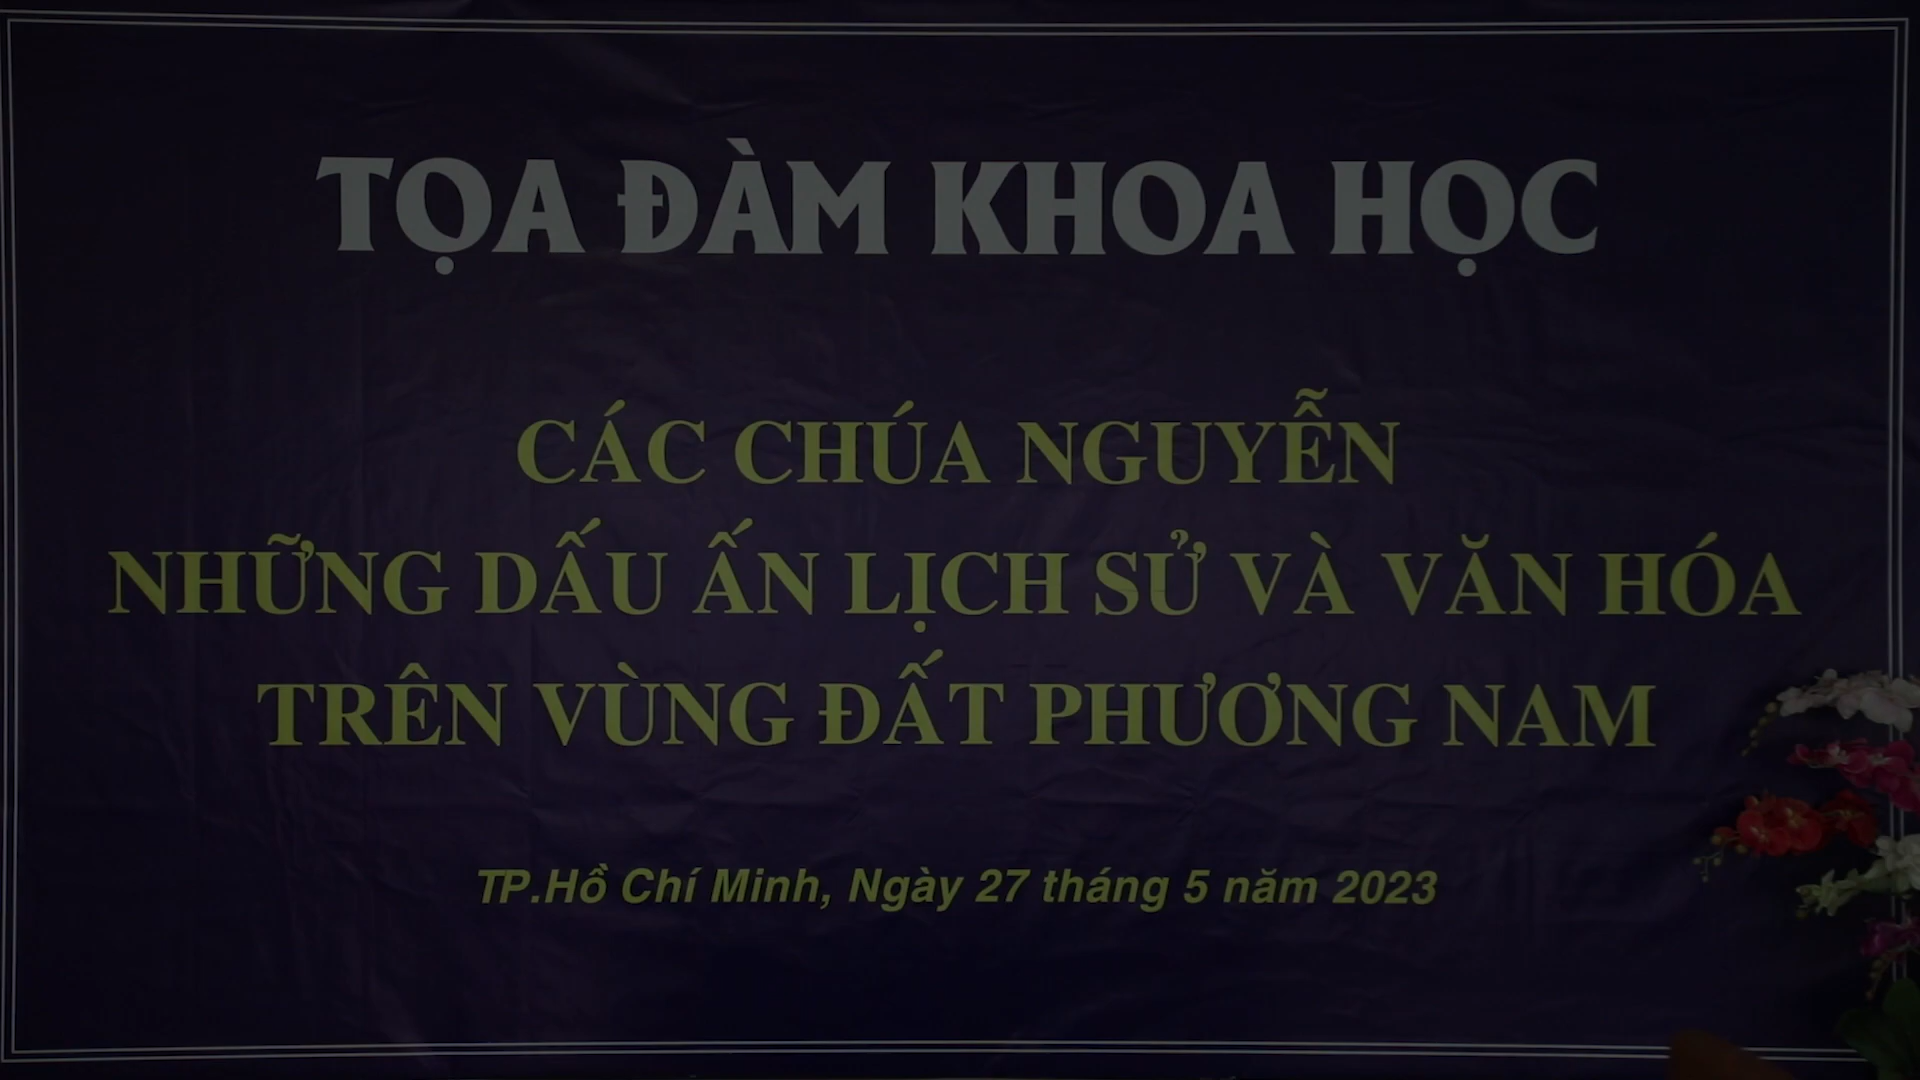 TỌA ĐÀM KHOA HỌC
CÁC CHÚA NGUYỄN
NHỮNG DẤU ẤN LỊCH SỬ VÀ VĂN HÓA
TRÊN VÙNG ĐẤT PHƯƠNG NAM
TP.Hồ Chí Minh, Ngày 27 tháng 5 năm 2023